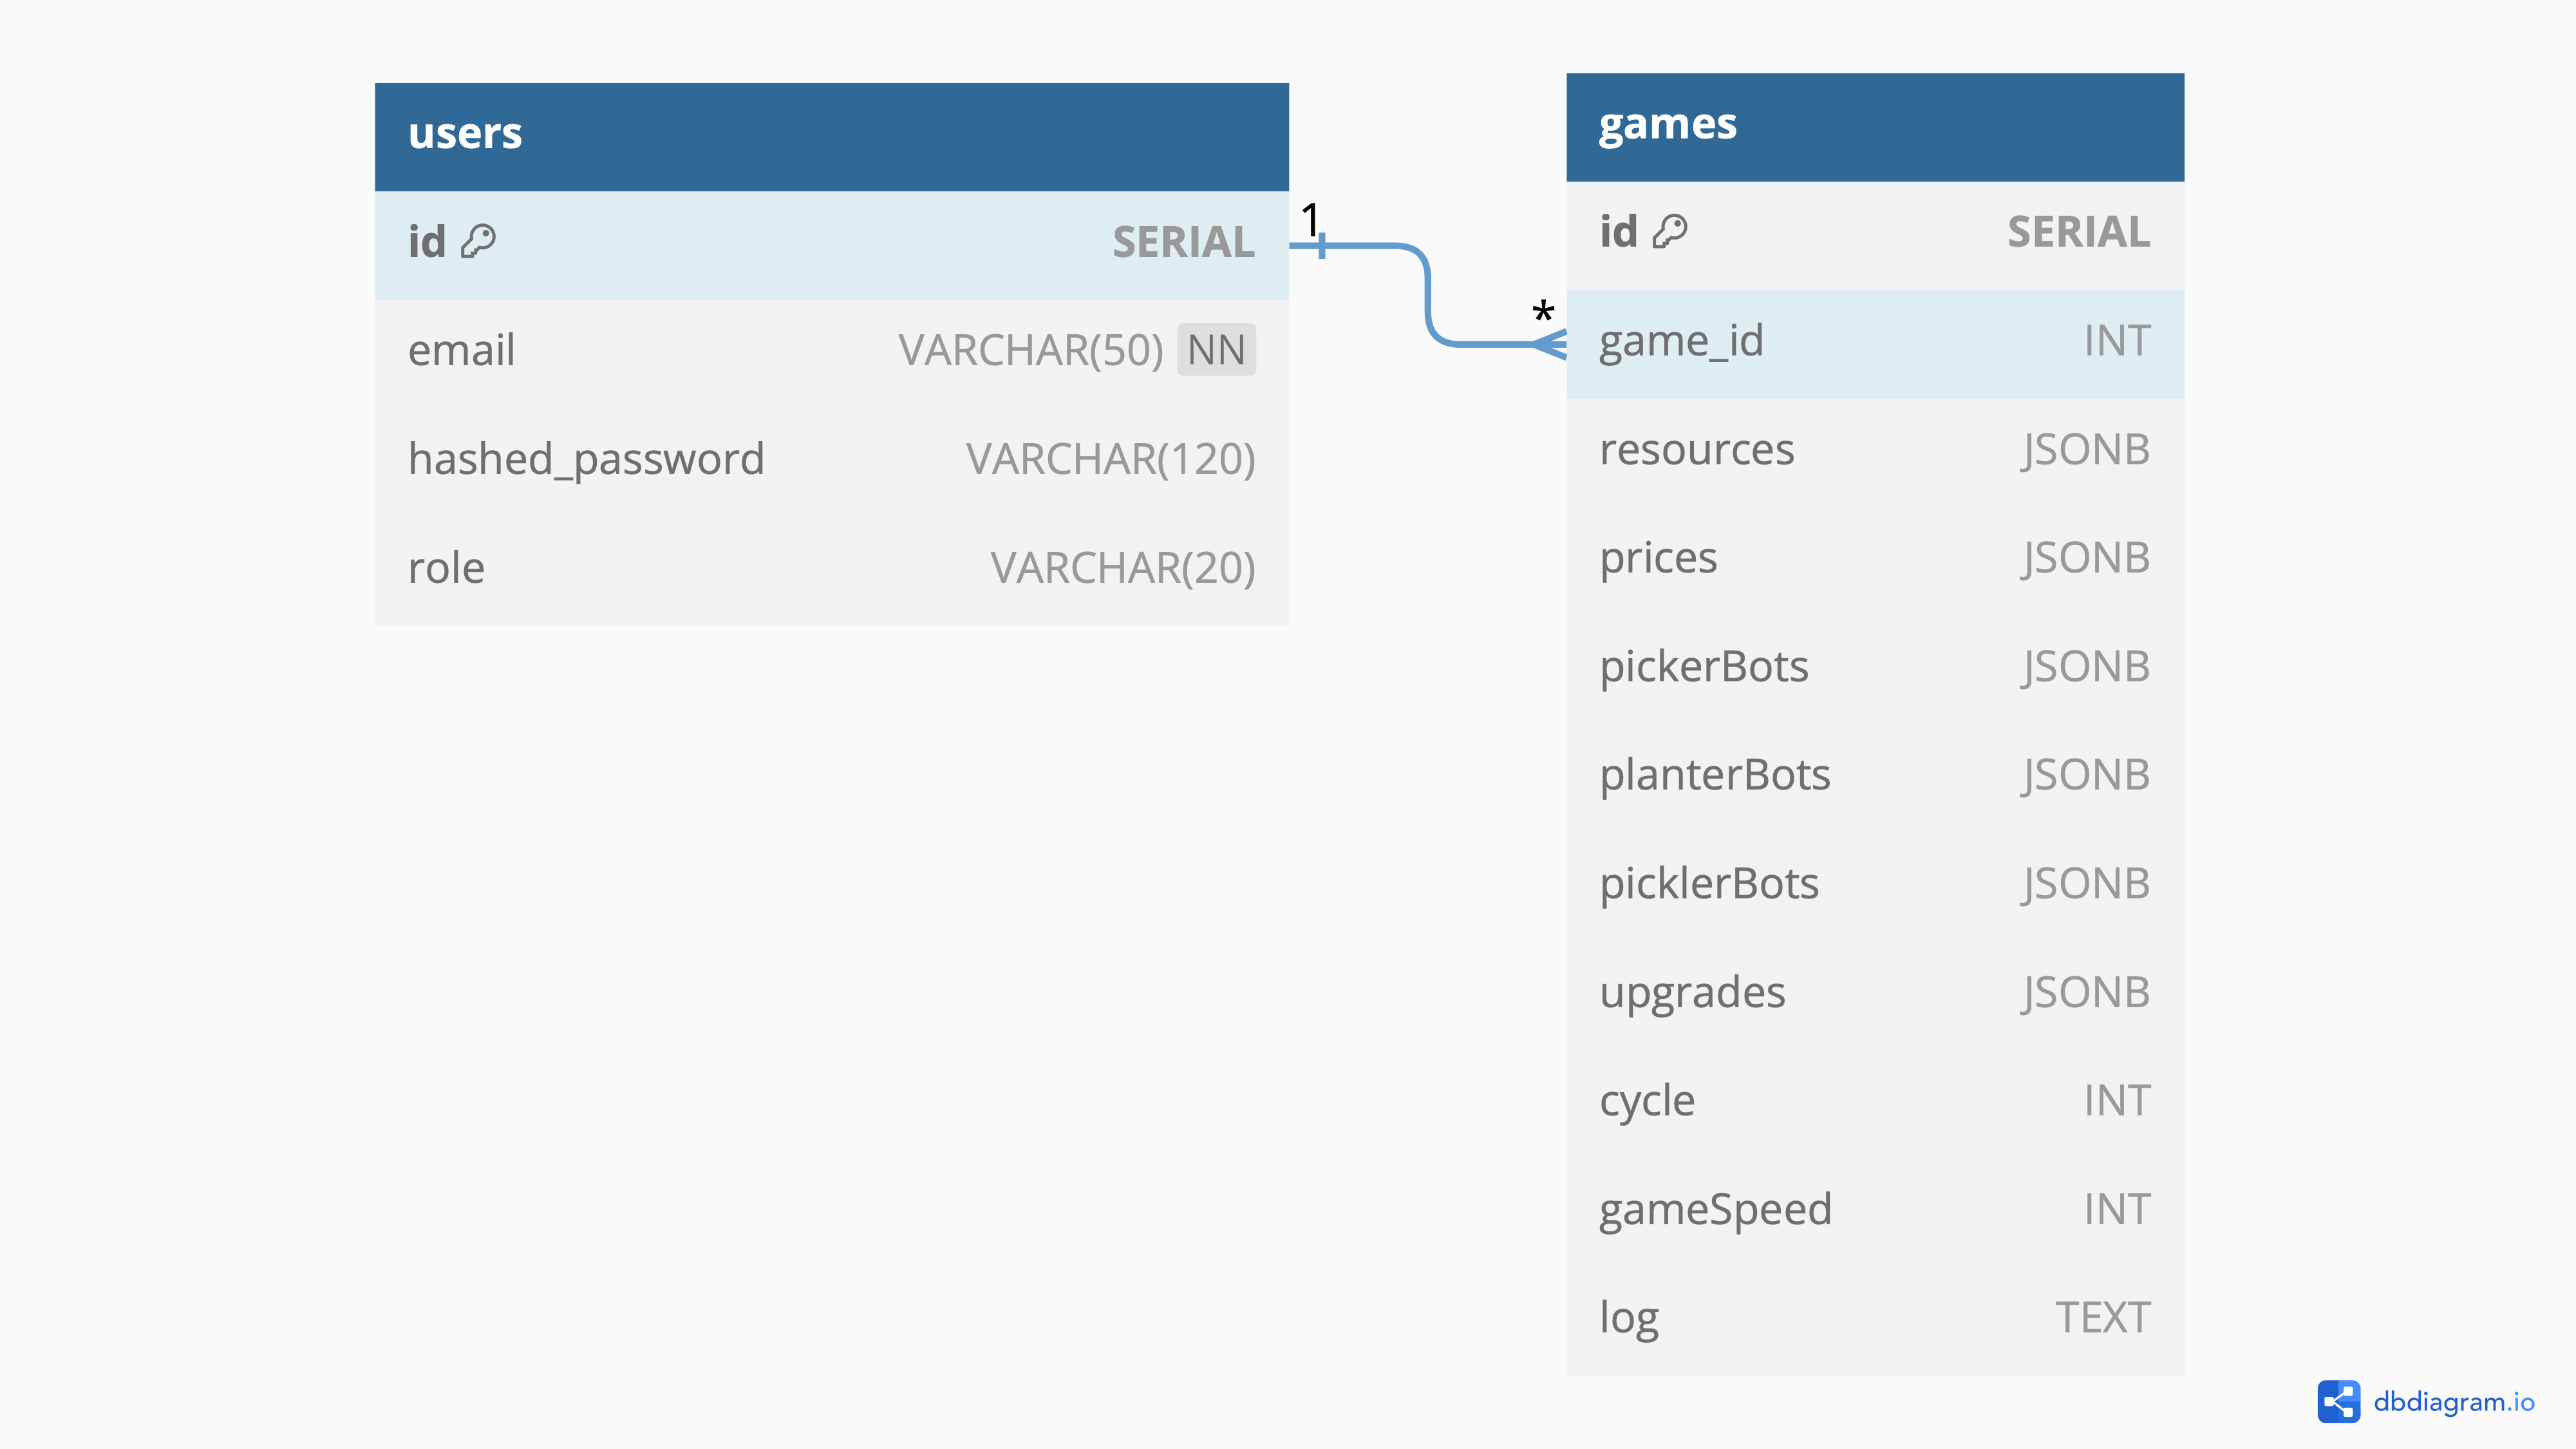 users
id SERIAL
email VARCHAR(50) NN
hashed_password VARCHAR(120)
role VARCHAR(20)
1
*
games
id SERIAL
game_id INT
resources JSONB
prices JSONB
pickerBots JSONB
planterBots JSONB
picklerBots JSONB
upgrades JSONB
cycle INT
gameSpeed INT
log TEXT
dbdiagram.io